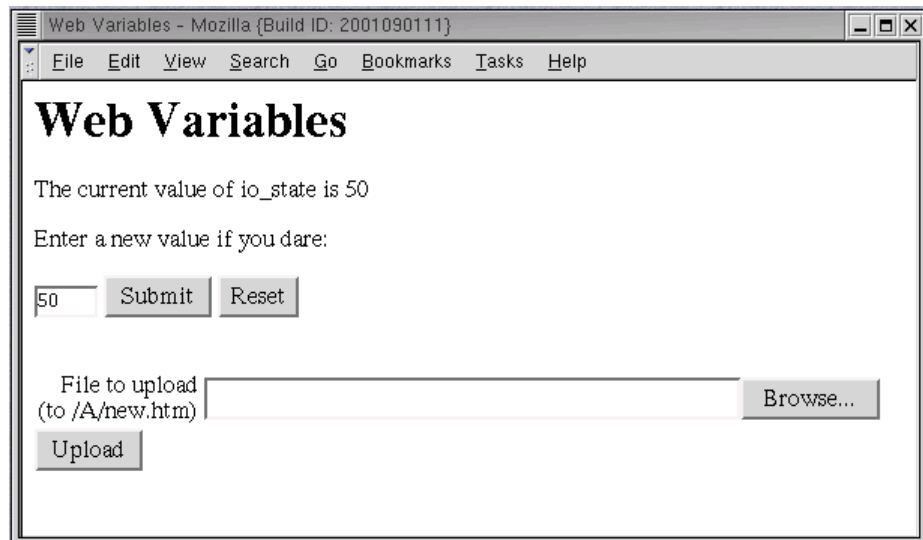 Web Variables - Mozilla {Build ID: 2001090111}
File Edit View Search Go Bookmarks Tasks Help
Web Variables
The current value of io_state is 50
Enter a new value if you dare:
50 Submit Reset
File to upload
(to /A/new.htm) Browse...
Upload